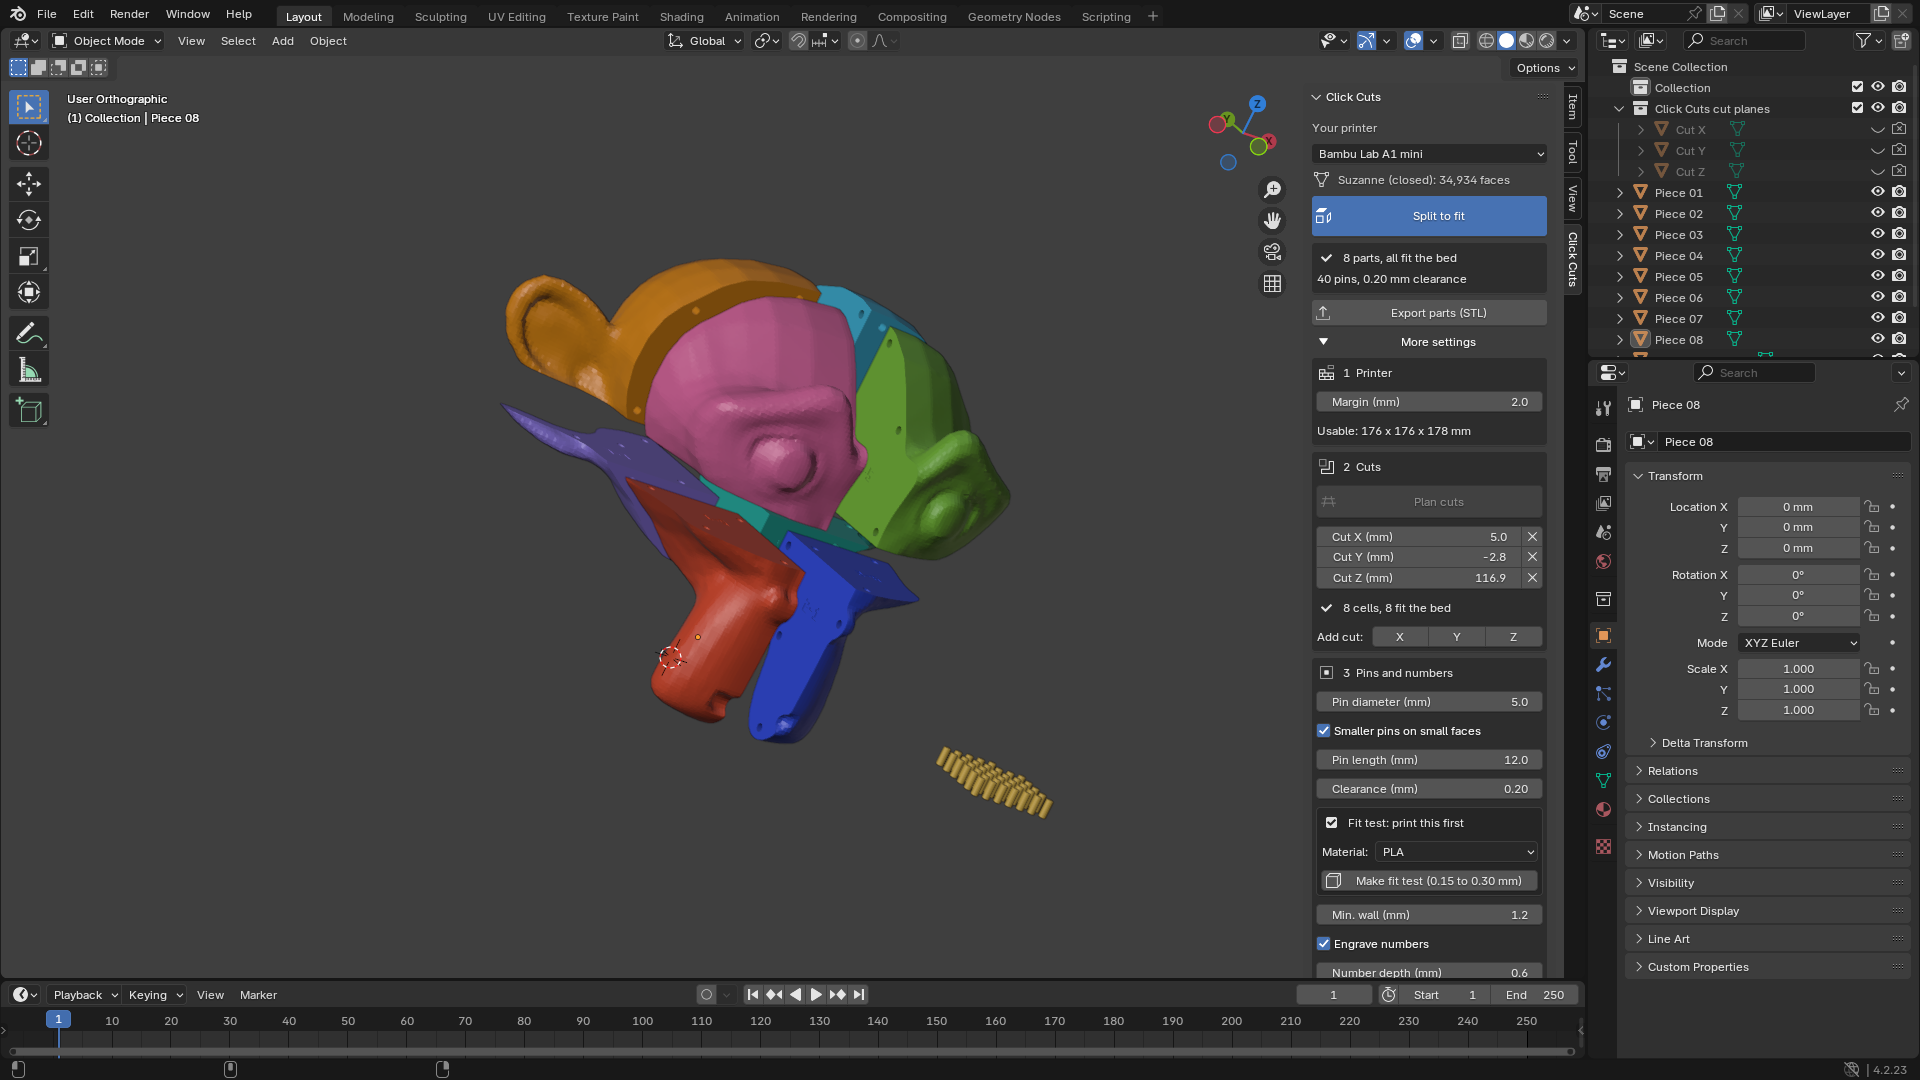 File Edit Render Window Help
Layout Modeling Sculpting UV Editing Texture Paint Shading Animation Rendering Compositing Geometry Nodes Scripting +
Scene
ViewLayer
Object Mode View Select Add Object
Global
Options
User Orthographic
(1) Collection | Piece 08
Z
Y
X
Click Cuts
Your printer
Bambu Lab A1 mini
Suzanne (closed): 34,934 faces
Split to fit
8 parts, all fit the bed
40 pins, 0.20 mm clearance
Export parts (STL)
More settings
1 Printer
Margin (mm) 2.0
Usable: 176 x 176 x 178 mm
2 Cuts
Plan cuts
Cut X (mm) 5.0
Cut Y (mm) -2.8
Cut Z (mm) 116.9
8 cells, 8 fit the bed
Add cut: X Y Z
3 Pins and numbers
Pin diameter (mm) 5.0
Smaller pins on small faces
Pin length (mm) 12.0
Clearance (mm) 0.20
Fit test: print this first
Material: PLA
Make fit test (0.15 to 0.30 mm)
Min. wall (mm) 1.2
Engrave numbers
Number depth (mm) 0.6
Item
Tool
View
Click Cuts
Search
Scene Collection
Collection
Click Cuts cut planes
Cut X
Cut Y
Cut Z
Piece 01
Piece 02
Piece 03
Piece 04
Piece 05
Piece 06
Piece 07
Piece 08
Search
Piece 08
Piece 08
Transform
Location X 0 mm
Y 0 mm
Z 0 mm
Rotation X 0°
Y 0°
Z 0°
Mode XYZ Euler
Scale X 1.000
Y 1.000
Z 1.000
Delta Transform
Relations
Collections
Instancing
Motion Paths
Visibility
Viewport Display
Line Art
Custom Properties
Playback Keying View Marker
1
Start 1
End 250
1 10 20 30 40 50 60 70 80 90 100 110 120 130 140 150 160 170 180 190 200 210 220 230 240 250
4.2.23